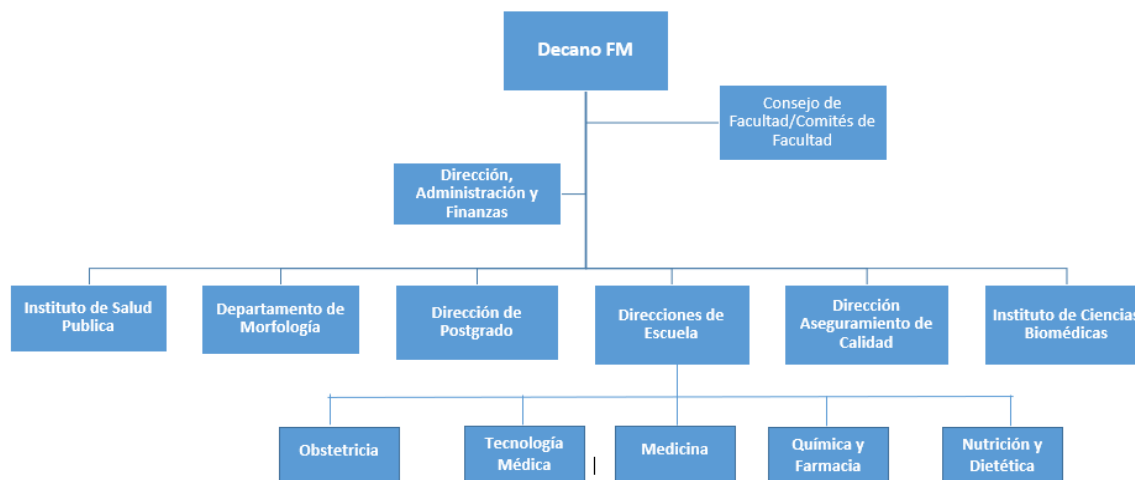 Decano FM
Consejo de
Facultad/Comités de
Facultad
Dirección,
Administración y
Finanzas
Instituto de Salud
Publica
Departamento de
Morfología
Dirección de
Postgrado
Direcciones de
Escuela
Dirección
Aseguramiento de
Calidad
Instituto de Ciencias
Biomédicas
Obstetricia
Tecnología
Médica
Medicina
Química y
Farmacia
Nutrición y
Dietética